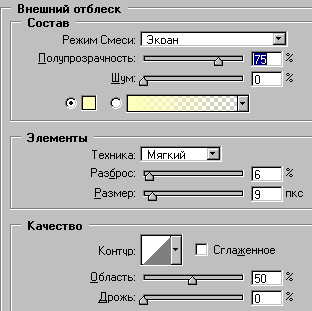 Внешний отблеск
Состав
Режим Смеси: Экран
Полупрозрачность: 75 %
Шум: 0 %
Элементы
Техника: Мягкий
Разброс: 6 %
Размер: 9 пкс
Качество
Контур: Сглаженное
Область: 50 %
Дрожь: 0 %